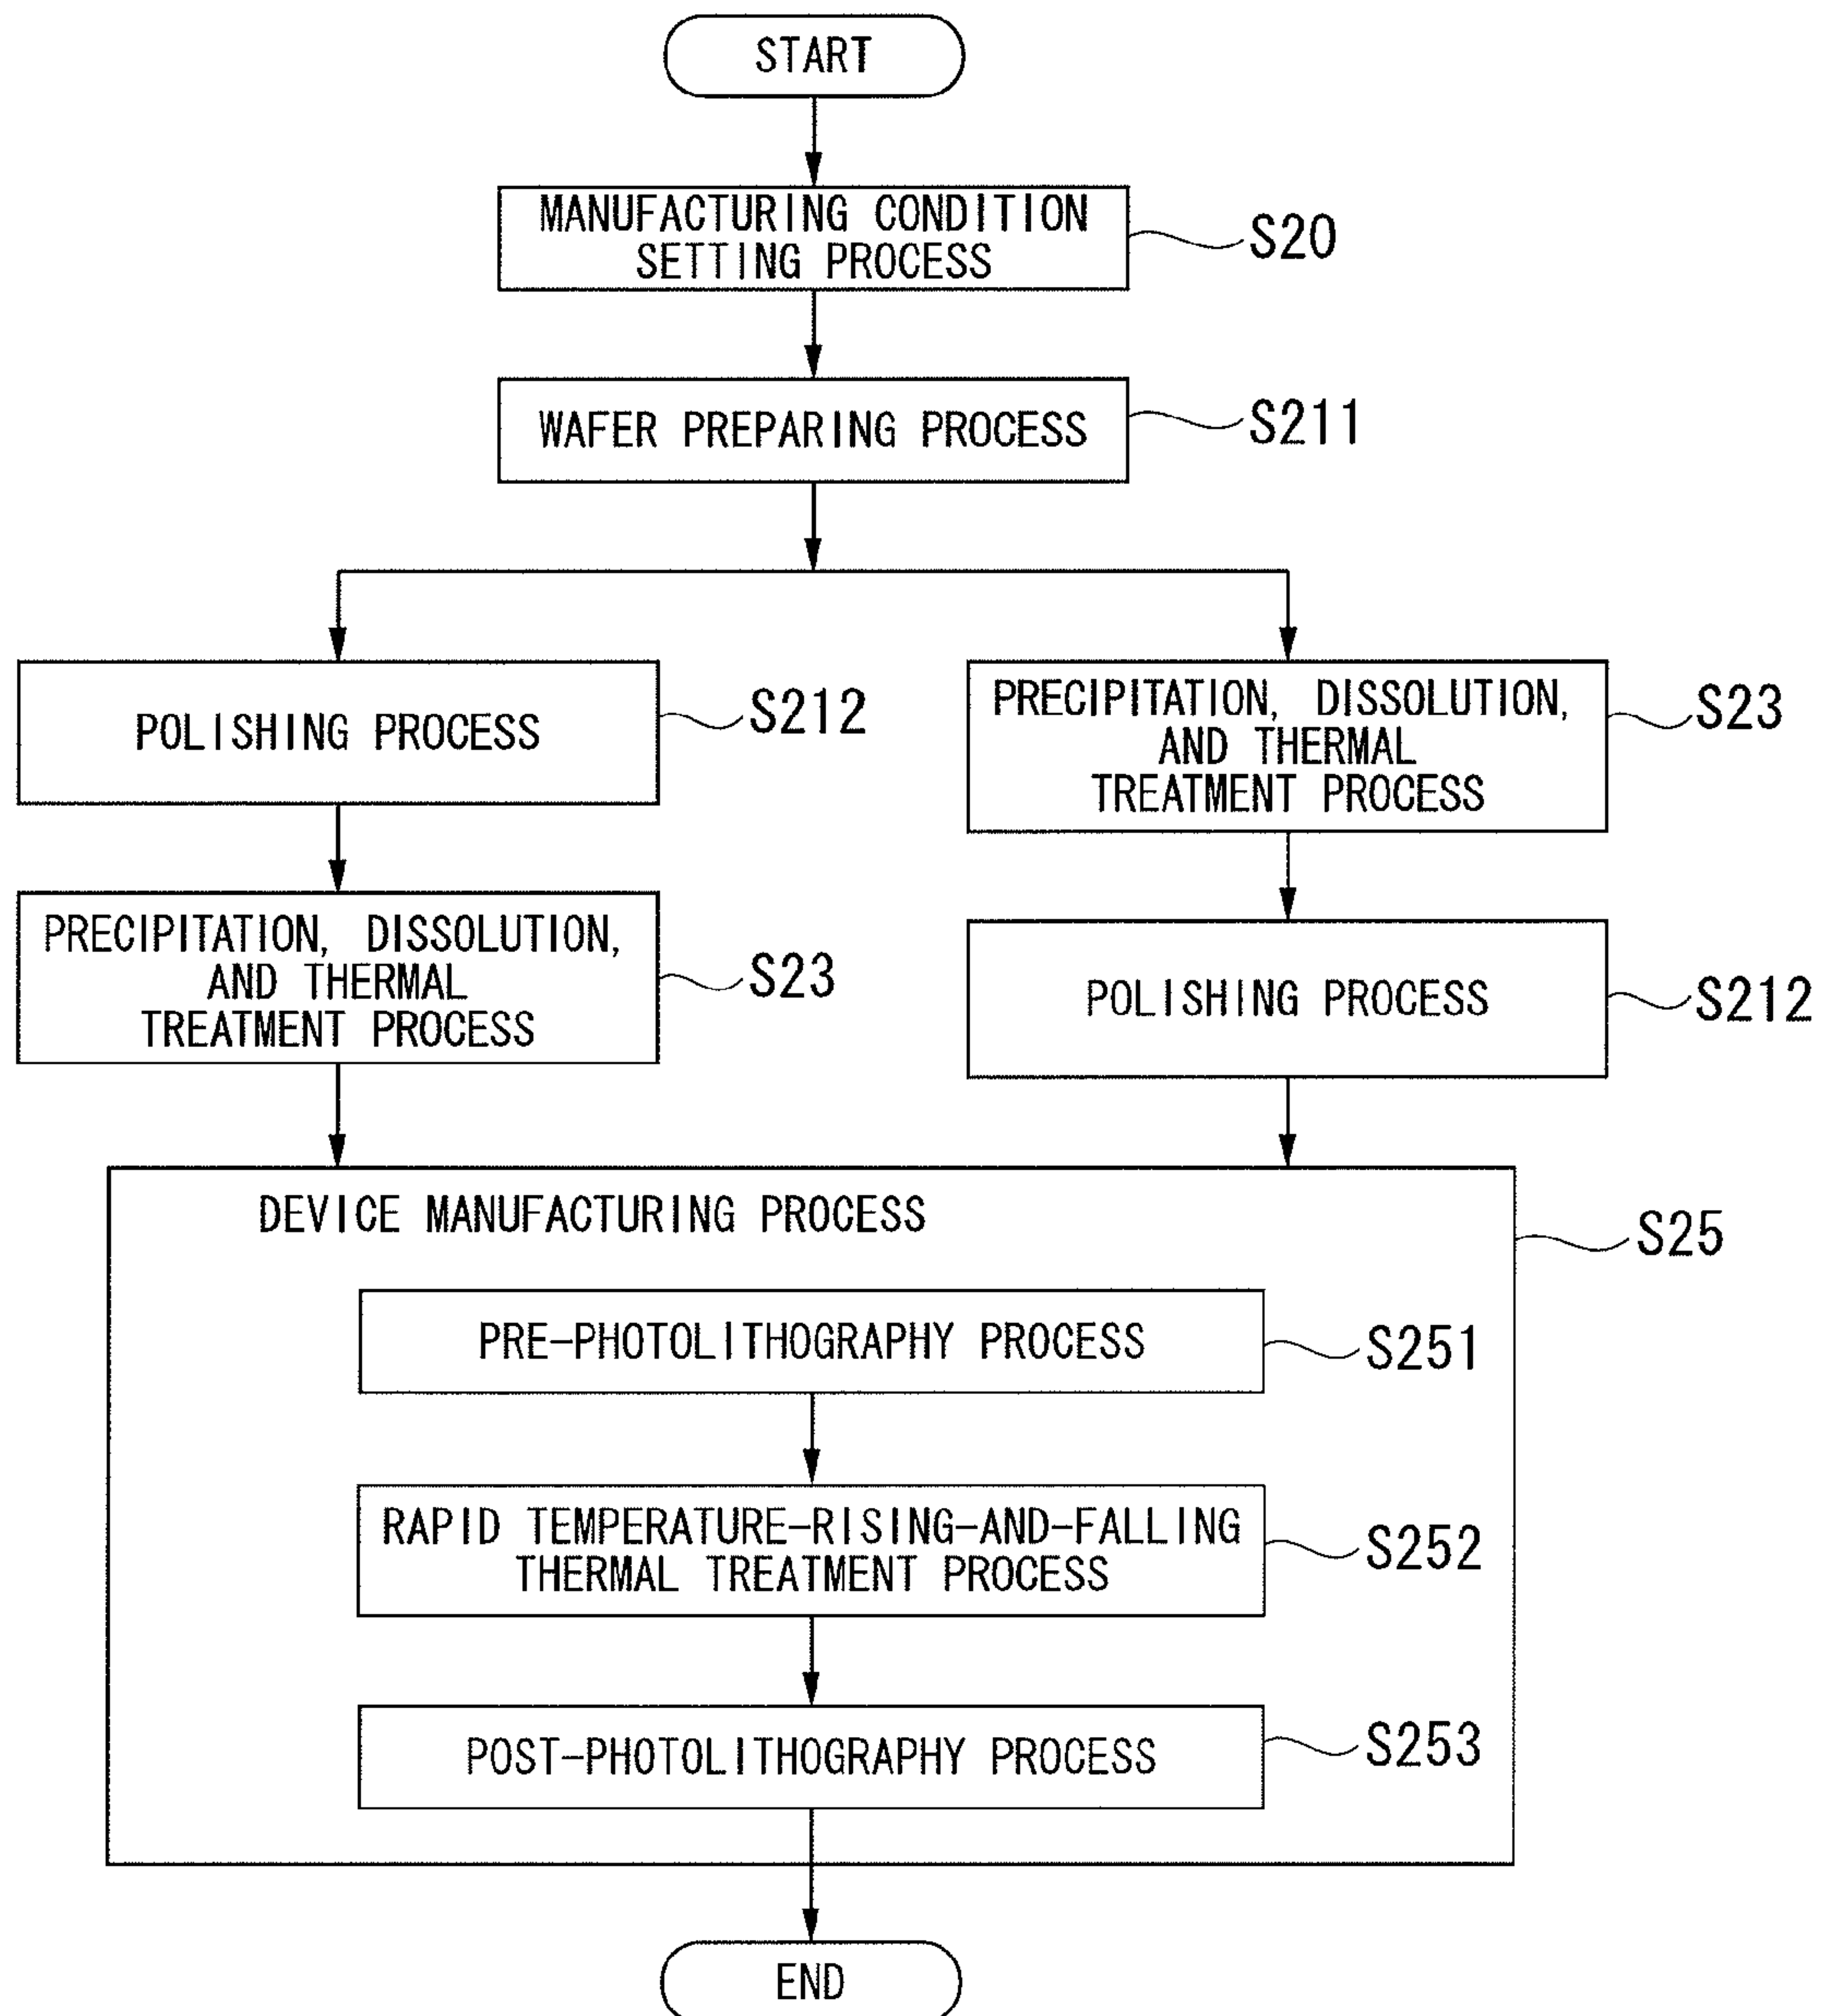 START
MANUFACTURING CONDITION
SETTING PROCESS
S20
WAFER PREPARING PROCESS
S211
POLISHING PROCESS
S212
PRECIPITATION, DISSOLUTION,
AND THERMAL
TREATMENT PROCESS
S23
PRECIPITATION, DISSOLUTION,
AND THERMAL
TREATMENT PROCESS
S23
POLISHING PROCESS
S212
DEVICE MANUFACTURING PROCESS
S25
PRE-PHOTOLITHOGRAPHY PROCESS
S251
RAPID TEMPERATURE-RISING-AND-FALLING
THERMAL TREATMENT PROCESS
S252
POST-PHOTOLITHOGRAPHY PROCESS
S253
END